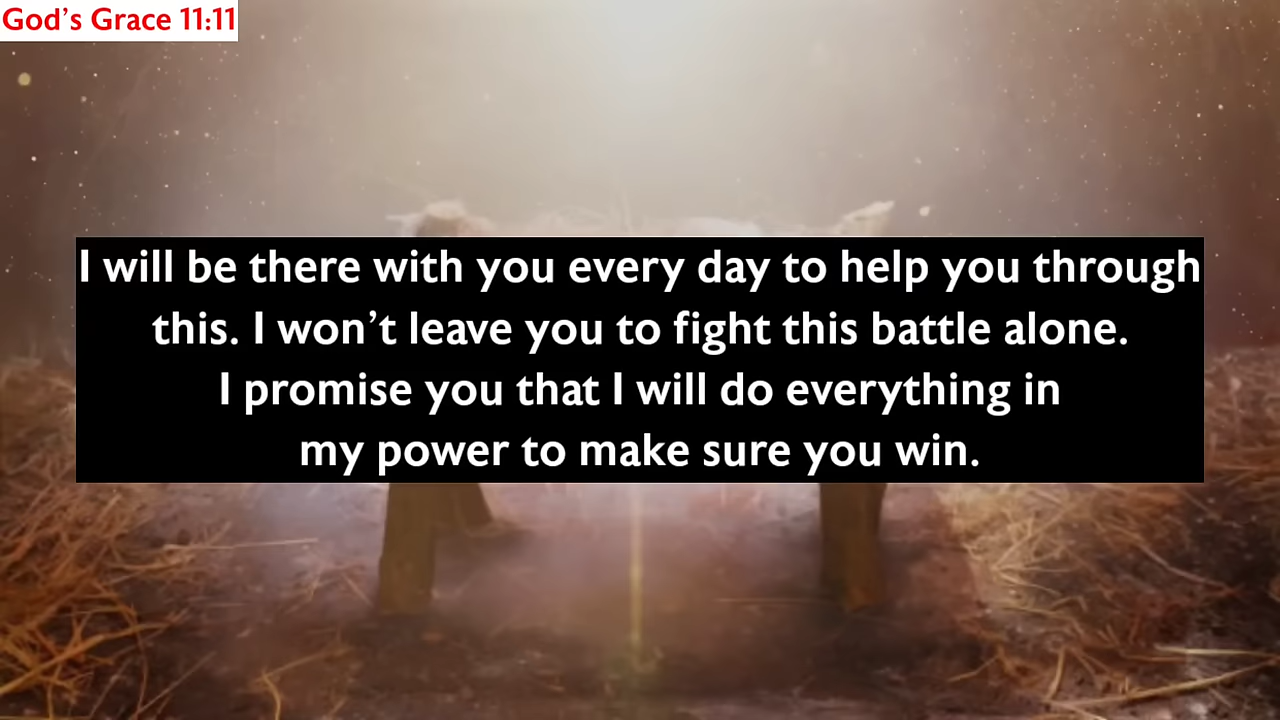 God’s Grace 11:11
I will be there with you every day to help you through
this. I won’t leave you to fight this battle alone.
I promise you that I will do everything in
my power to make sure you win.